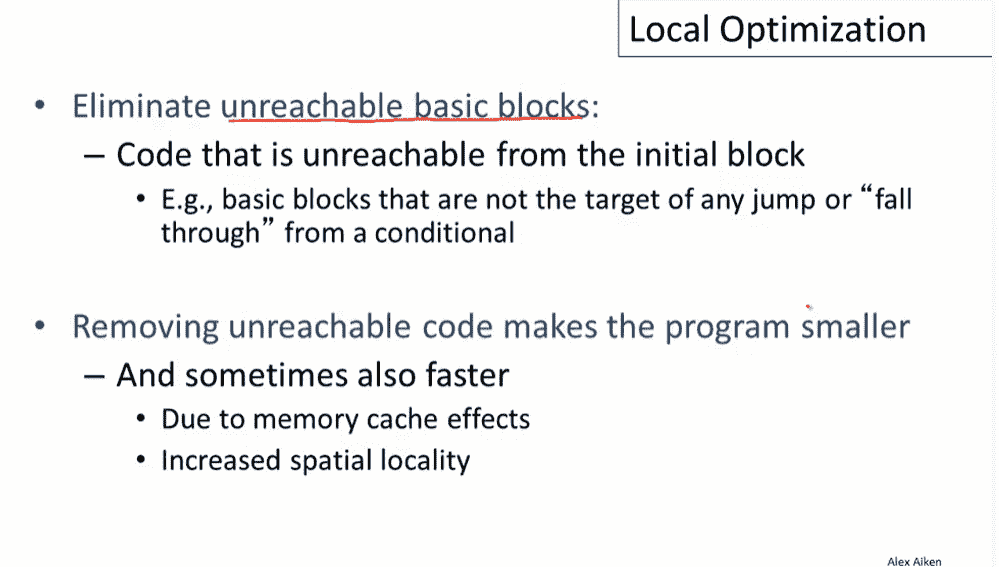 Local Optimization
• Eliminate unreachable basic blocks:
– Code that is unreachable from the initial block
• E.g., basic blocks that are not the target of any jump or “fall
through” from a conditional
• Removing unreachable code makes the program smaller
– And sometimes also faster
• Due to memory cache effects
• Increased spatial locality
Alex Aiken